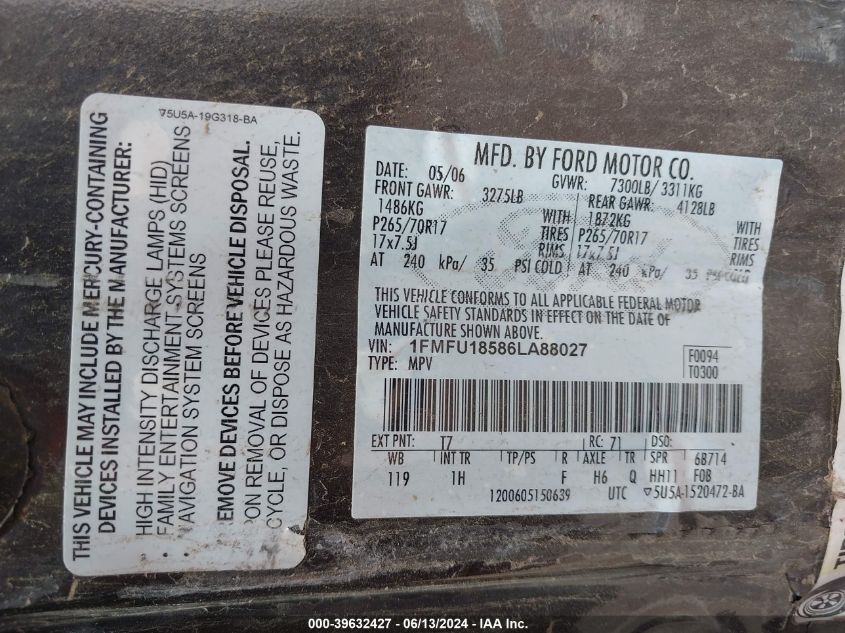 ▽5U5A-19G318-BA
THIS VEHICLE MAY INCLUDE MERCURY-CONTAINING
DEVICES INSTALLED BY THE MANUFACTURER:
HIGH INTENSITY DISCHARGE LAMPS (HID)
FAMILY ENTERTAINMENT SYSTEMS SCREENS
NAVIGATION SYSTEM SCREENS
EMOVE DEVICES BEFORE VEHICLE DISPOSAL.
ON REMOVAL OF DEVICES PLEASE REUSE,
CYCLE, OR DISPOSE AS HAZARDOUS WASTE.
MFD. BY FORD MOTOR CO.
DATE: 05/06 GVWR: 7300LB/ 3311KG
FRONT GAWR: 3275LB REAR GAWR: 4128LB
1486KG WITH 1872KG WITH
P265/70R17 TIRES P265/70R17 TIRES
17x7.5J RIMS 17x7.5J RIMS
AT 240 kPa/ 35 PSI COLD AT 240 kPa/ 35 PSI COLD
THIS VEHICLE CONFORMS TO ALL APPLICABLE FEDERAL MOTOR
VEHICLE SAFETY STANDARDS IN EFFECT ON THE DATE OF
MANUFACTURE SHOWN ABOVE.
VIN: 1FMFU18586LA88027
TYPE: MPV F0094
T0300
EXT PNT: T7 RC: 71 DSO:
WB INT TR TP/PS R AXLE TR SPR 6B714
119 1H F H6 Q HH11 FOB
1200605150639 UTC ▽5U5A-1520472-BA
000-39632427 - 06/13/2024 - IAA Inc.